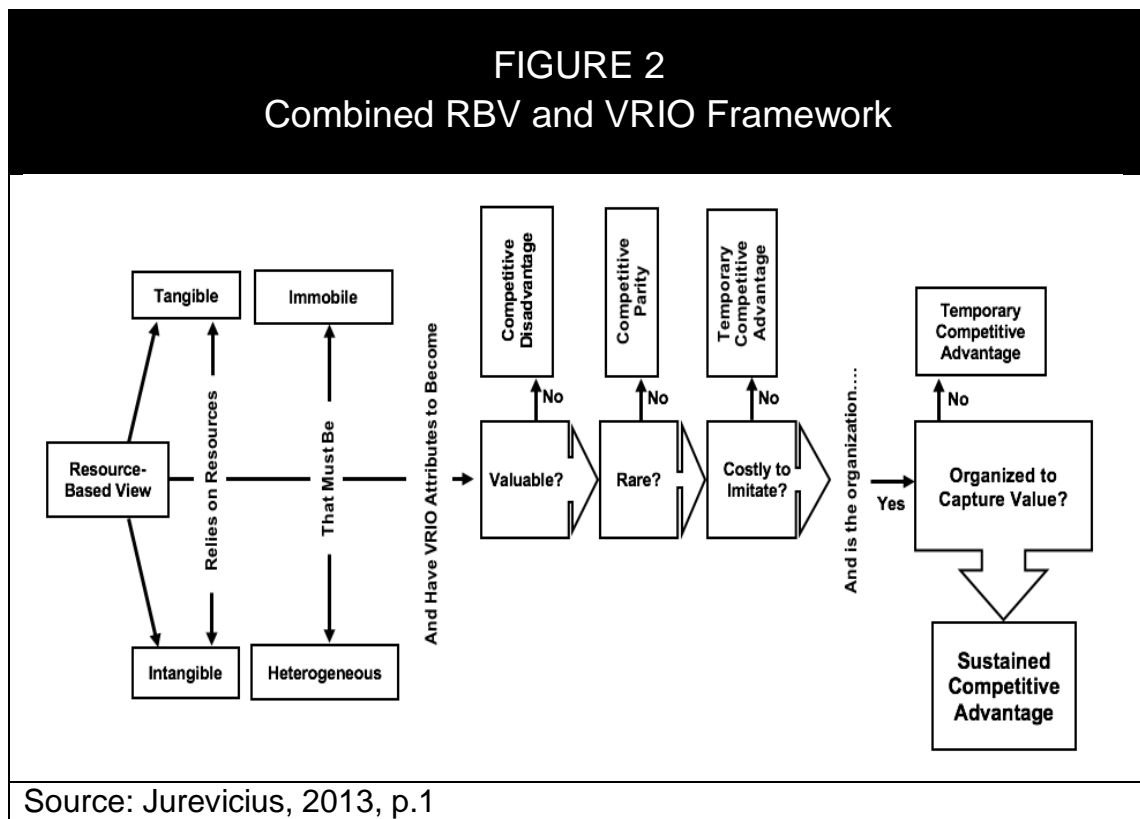 FIGURE 2
Combined RBV and VRIO Framework
Tangible
Immobile
Resource-
Based View
Relies on Resources
That Must Be
Intangible
Heterogeneous
And Have VRIO Attributes to Become
Competitive
Disadvantage
No
Valuable?
Competitive
Parity
No
Rare?
Temporary
Competitive
Advantage
No
Costly to
Imitate?
And is the organization....
Yes
Temporary
Competitive
Advantage
No
Organized to
Capture Value?
Sustained
Competitive
Advantage
Source: Jurevicius, 2013, p.1